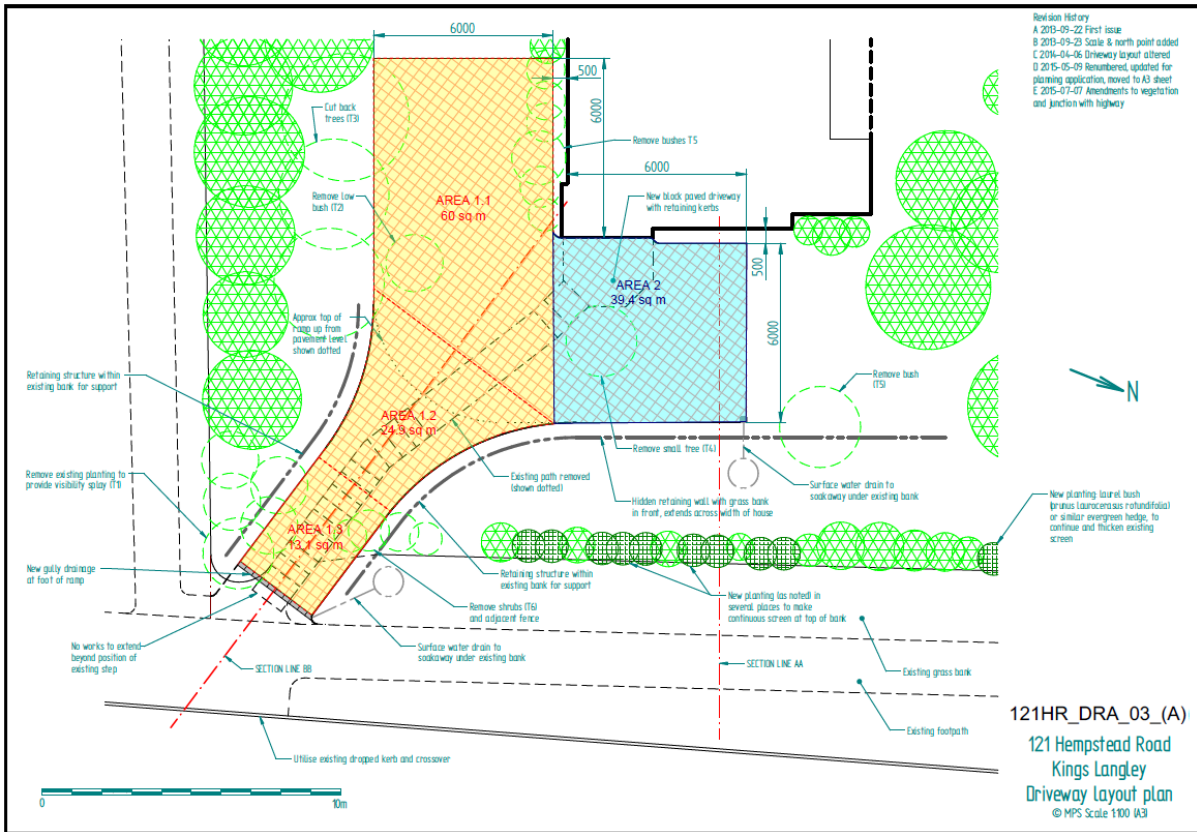 Revision History
A 2013-09-22 First issue
B 2013-09-23 Scale & north point added
C 2014-04-06 Driveway layout altered
D 2015-05-09 Renumbered, updated for
planning application, moved to A3 sheet
E 2015-07-07 Amendments to vegetation
and junction with highway
6000
500
6000
6000
500
6000
Cut back
trees (T3)
Remove bushes T5
Remove low
bush (T2)
AREA 1.1
60 sq m
New block paved driveway
with retaining kerbs
AREA 2
39.4 sq m
Approx top of
ramp up from
pavement level
shown dotted
Retaining structure within
existing bank for support
N
Remove bush
(T5)
AREA 1.2
24.9 sq m
Remove small tree (T4)
Remove existing planting to
provide visibility splay (T1)
Existing path removed
(shown dotted)
Hidden retaining wall with grass bank
in front, extends across width of house
Surface water drain to
soakaway under existing bank
New planting laurel bush
(prunus laurocerasus rotundifolia)
or similar evergreen hedge, to
continue and thicken existing
screen
AREA 1.3
13.1 sq m
New gully drainage
at foot of ramp
Retaining structure within
existing bank for support
New planting (as noted) in
several places to make
continuous screen at top of bank
Remove shrubs (T6)
and adjacent fence
No works to extend
beyond position of
existing step
Surface water drain to
soakaway under existing bank
SECTION LINE BB
SECTION LINE AA
Existing grass bank
Existing footpath
Utilise existing dropped kerb and crossover
0
10m
121HR_DRA_03_(A)
121 Hempstead Road
Kings Langley
Driveway layout plan
© MPS Scale 1:100 (A3)